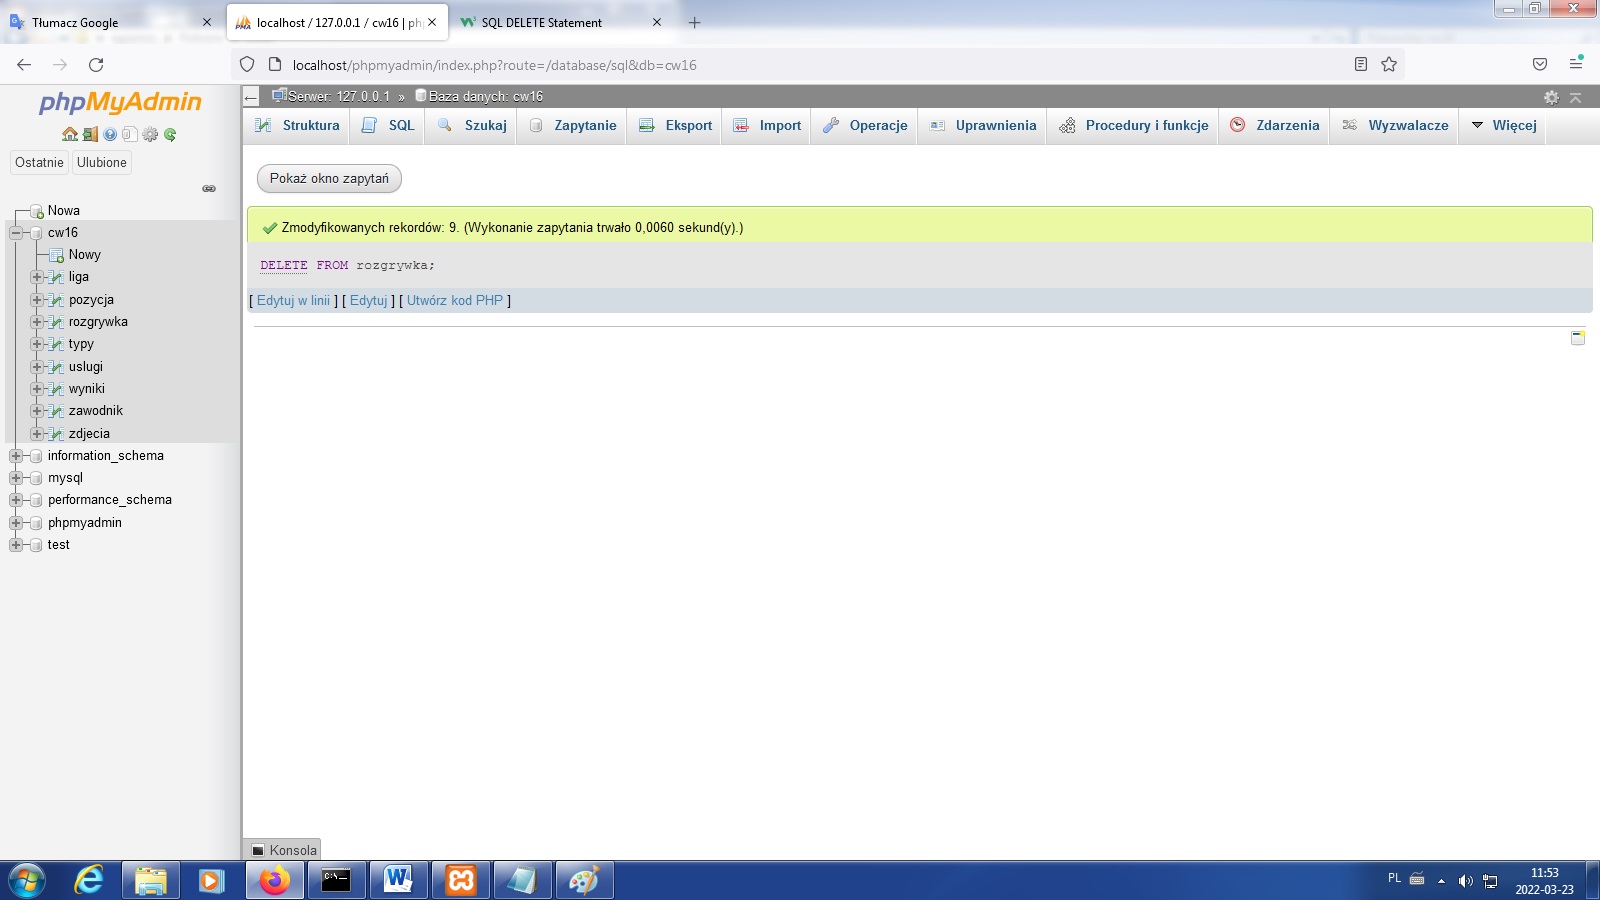 Tłumacz Google
localhost / 127.0.0.1 / cw16 | ph
SQL DELETE Statement
localhost/phpmyadmin/index.php?route=/database/sql&db=cw16
phpMyAdmin
Ostatnie
Ulubione
Nowa
cw16
Nowy
liga
pozycja
rozgrywka
typy
uslugi
wyniki
zawodnik
zdjecia
information_schema
mysql
performance_schema
phpmyadmin
test
Serwer: 127.0.0.1 » Baza danych: cw16
Struktura SQL Szukaj Zapytanie Eksport Import Operacje Uprawnienia Procedury i funkcje Zdarzenia Wyzwalacze Więcej
Pokaż okno zapytań
Zmodyfikowanych rekordów: 9. (Wykonanie zapytania trwało 0,0060 sekund(y).)
DELETE FROM rozgrywka;
[ Edytuj w linii ] [ Edytuj ] [ Utwórz kod PHP ]
Konsola
PL
11:53
2022-03-23